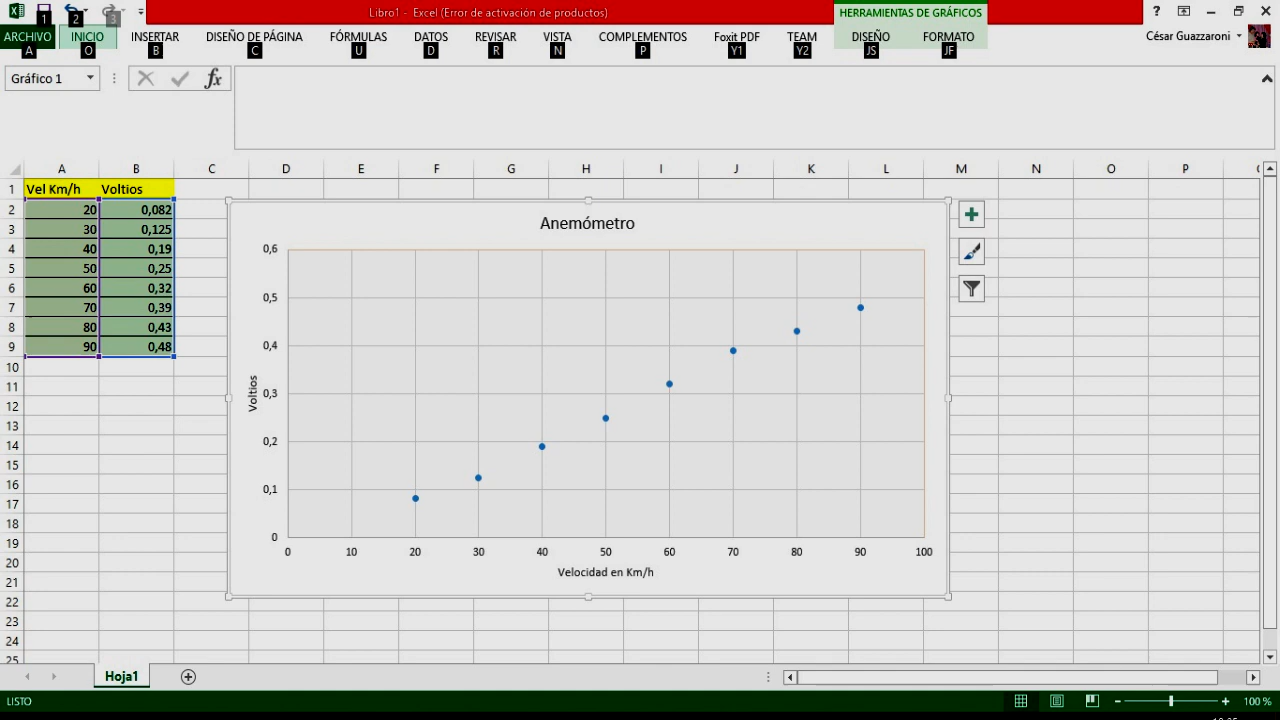 1 2 3
Libro1 - Excel (Error de activación de productos)
HERRAMIENTAS DE GRÁFICOS
?
ARCHIVO INICIO INSERTAR DISEÑO DE PÁGINA FÓRMULAS DATOS REVISAR VISTA COMPLEMENTOS Foxit PDF TEAM DISEÑO FORMATO César Guazzaroni
A O B C U D R N P Y1 Y2 JS JF
Gráfico 1 fx
A B C D E F G H I J K L M N O P
1 Vel Km/h Voltios
2 20 0,082
3 30 0,125
4 40 0,19
5 50 0,25
6 60 0,32
7 70 0,39
8 80 0,43
9 90 0,48
10
11
12
13
14
15
16
17
18
19
20
21
22
23
24
25
Anemómetro
0,6
0,5
0,4
0,3
0,2
0,1
0
Voltios
0 10 20 30 40 50 60 70 80 90 100
Velocidad en Km/h
Hoja1
LISTO
100 %